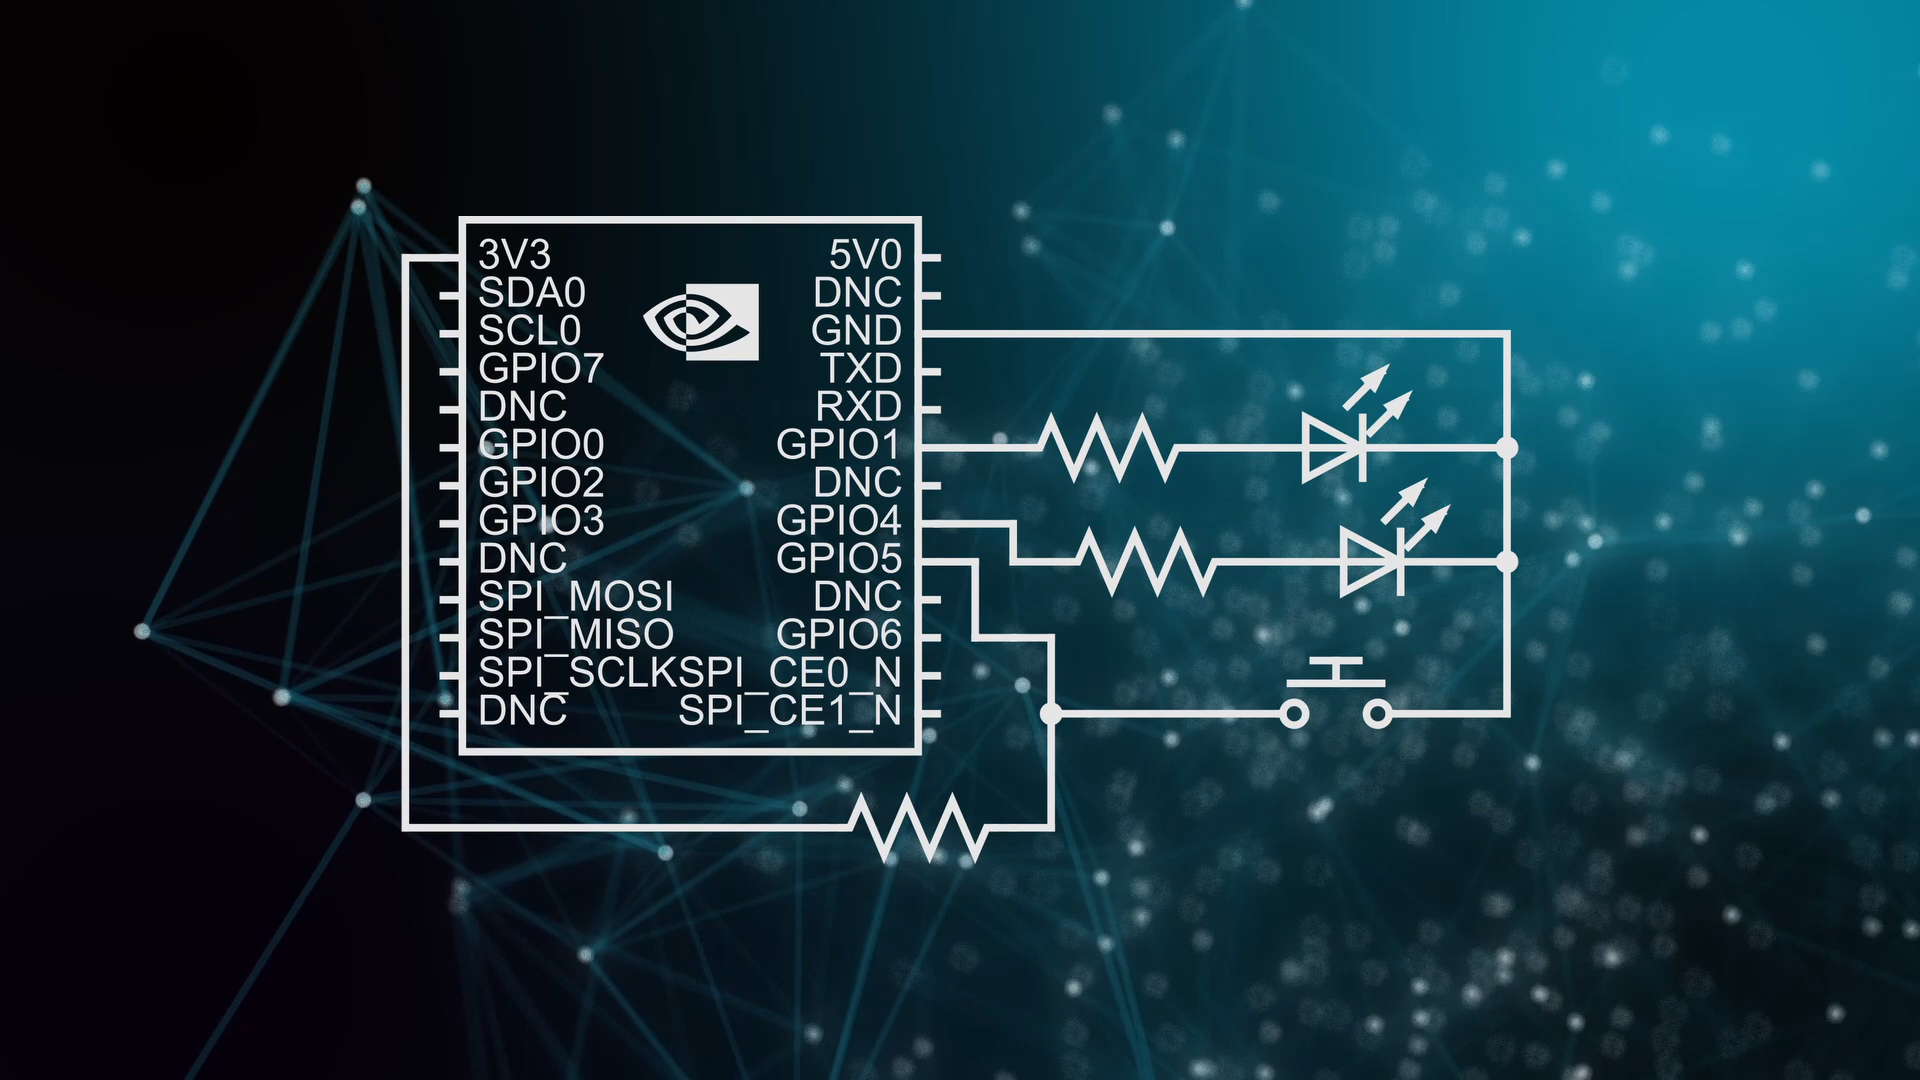 3V3 5V0
SDA0 DNC
SCL0 GND
GPIO7 TXD
DNC RXD
GPIO0 GPIO1
GPIO2 DNC
GPIO3 GPIO4
DNC GPIO5
SPI_MOSI DNC
SPI_MISO GPIO6
SPI_SCLK SPI_CE0_N
DNC SPI_CE1_N